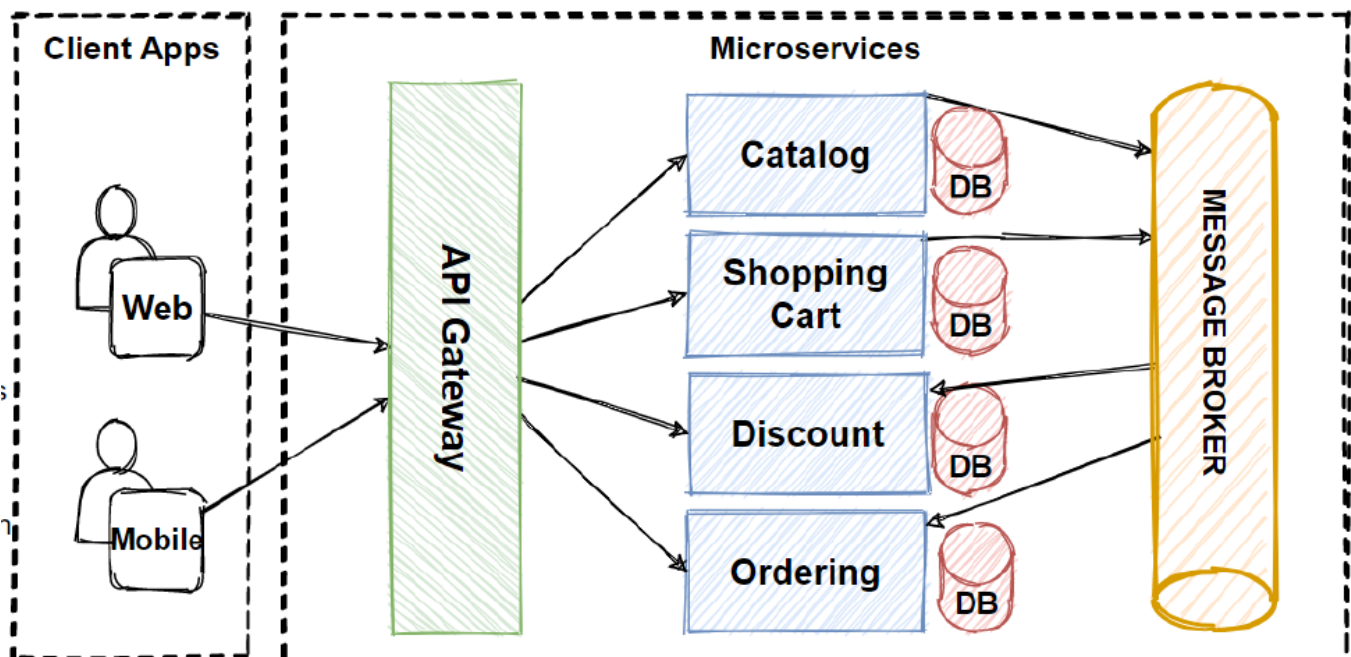 Client Apps
Microservices
Web
Mobile
API Gateway
Catalog
DB
Shopping
Cart
DB
Discount
DB
Ordering
DB
MESSAGE BROKER
s
n